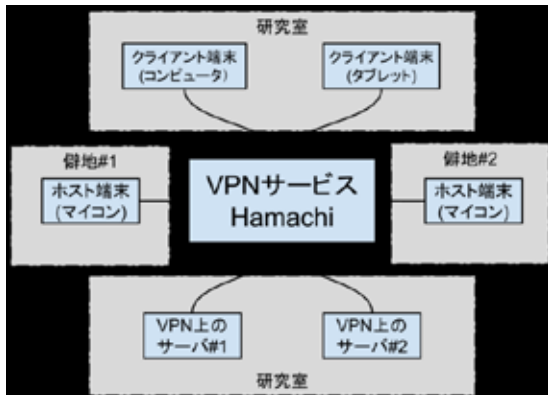 研究室
クライアント端末
(コンピュータ)
クライアント端末
(タブレット)
僻地#1
ホスト端末
(マイコン)
VPNサービス
Hamachi
僻地#2
ホスト端末
(マイコン)
VPN上の
サーバ#1
VPN上の
サーバ#2
研究室